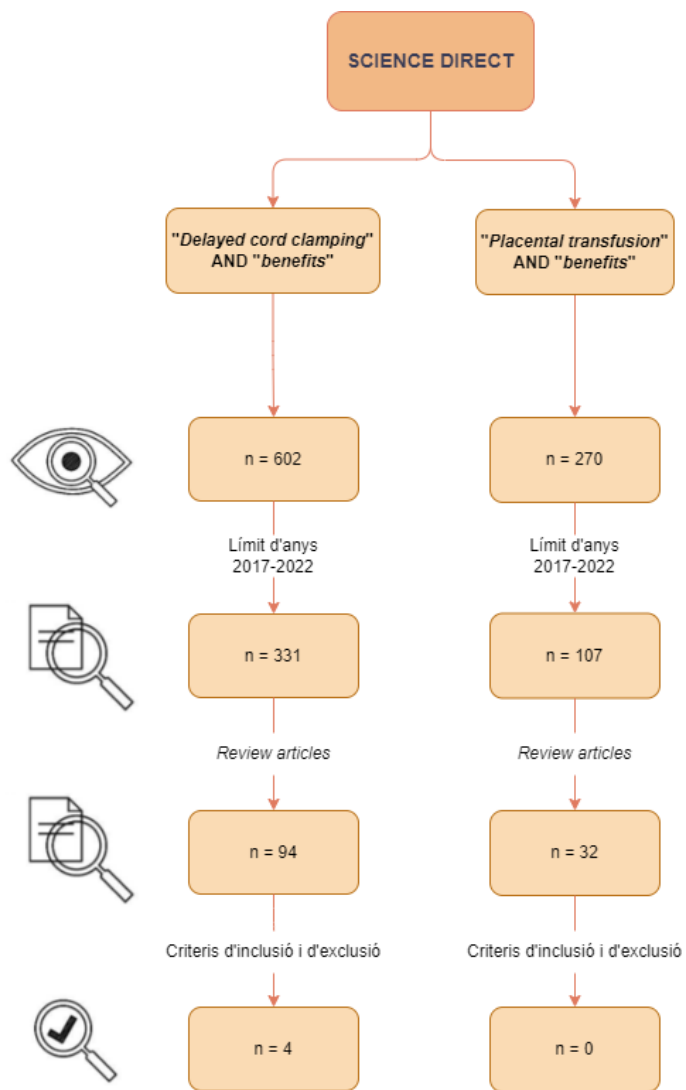 SCIENCE DIRECT
"Delayed cord clamping"
AND "benefits"
"Placental transfusion"
AND "benefits"
n = 602
n = 270
Límit d'anys
2017-2022
Límit d'anys
2017-2022
n = 331
n = 107
Review articles
Review articles
n = 94
n = 32
Criteris d'inclusió i d'exclusió
Criteris d'inclusió i d'exclusió
n = 4
n = 0